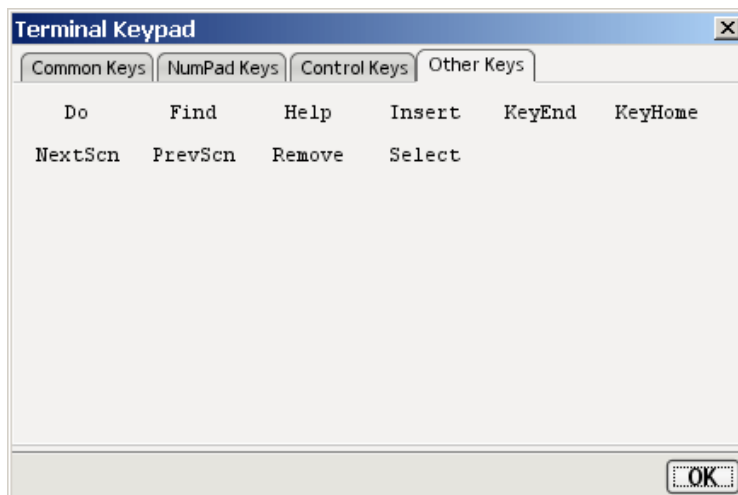 Terminal Keypad
Common Keys NumPad Keys Control Keys Other Keys
Do Find Help Insert KeyEnd KeyHome
NextScn PrevScn Remove Select
OK